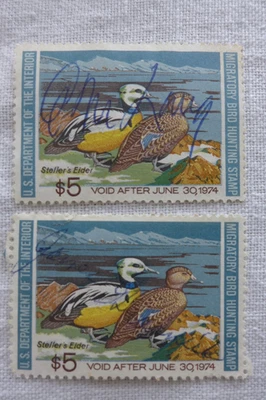 U.S. DEPARTMENT OF THE INTERIOR
MIGRATORY BIRD HUNTING STAMP
Steller's Eider
$5 VOID AFTER JUNE 30, 1974
U.S. DEPARTMENT OF THE INTERIOR
MIGRATORY BIRD HUNTING STAMP
Steller's Eider
$5 VOID AFTER JUNE 30, 1974